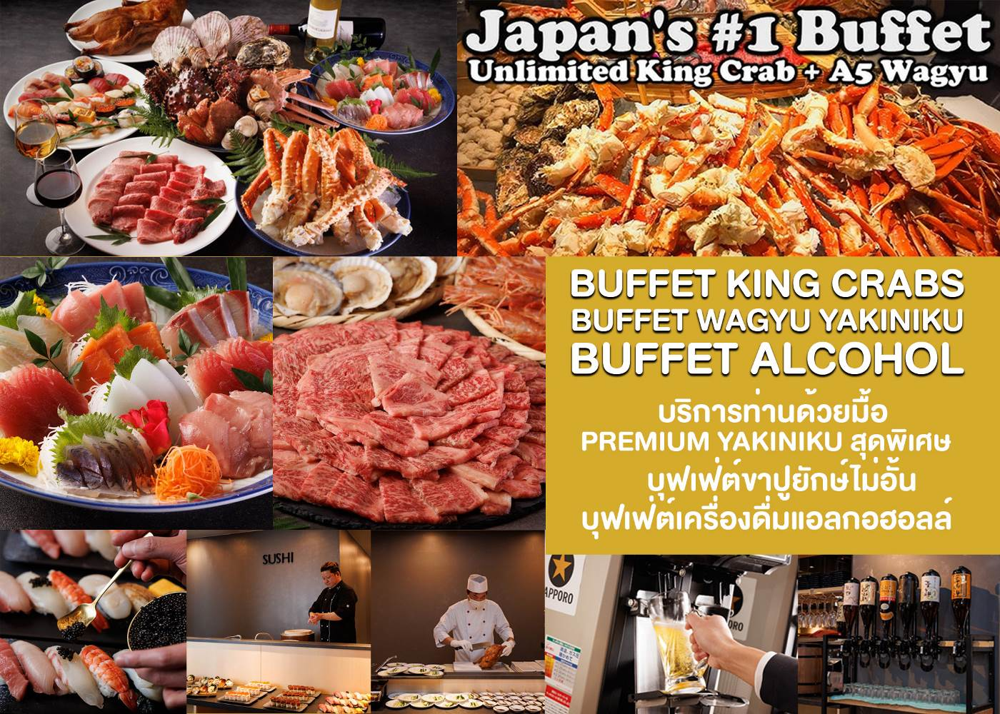 Japan's #1 Buffet
Unlimited King Crab + A5 Wagyu
BUFFET KING CRABS
BUFFET WAGYU YAKINIKU
BUFFET ALCOHOL
บริการท่านด้วยมื้อ
PREMIUM YAKINIKU สุดพิเศษ
บุฟเฟ่ต์ขาปูยักษ์ไม่อั้น
บุฟเฟ่ต์เครื่องดื่มแอลกอฮอลล์
SUSHI
APPORO
ORO